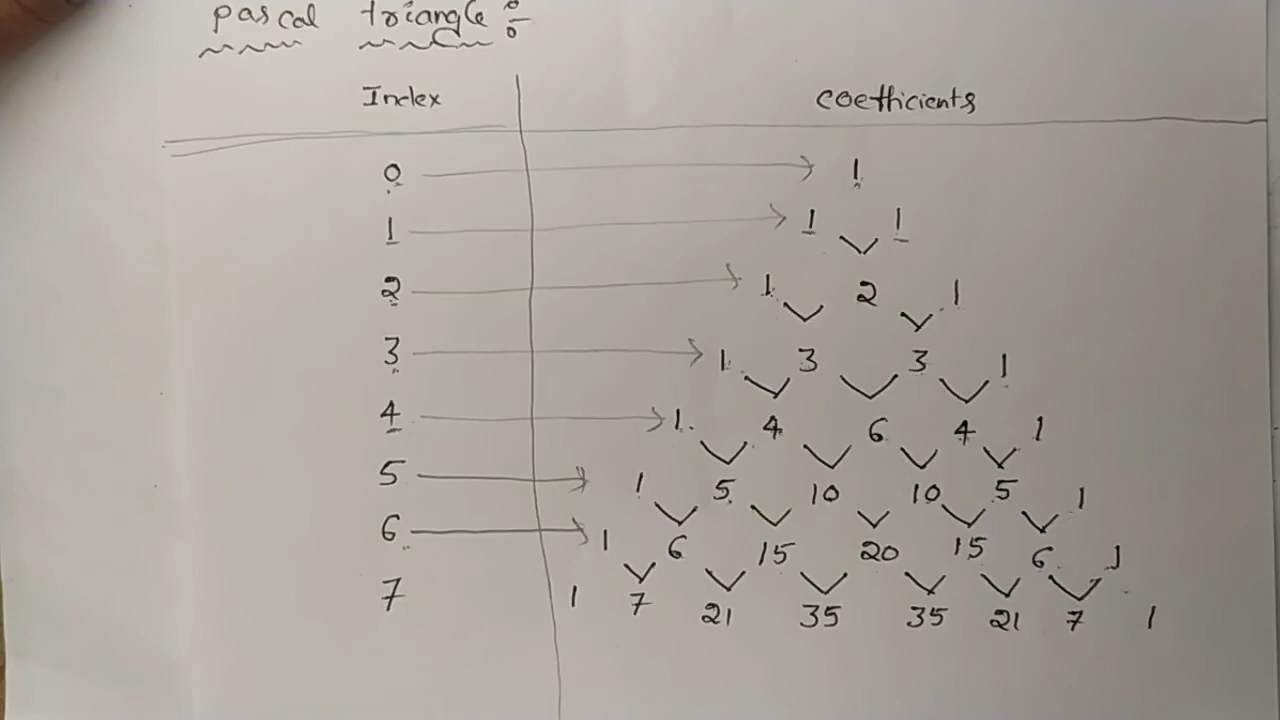 pascal triangle :-
Index coefficients
0 1
1 1 1
2 1 2 1
3 1 3 3 1
4 1 4 6 4 1
5 1 5 10 10 5 1
6 1 6 15 20 15 6 1
7 1 7 21 35 35 21 7 1